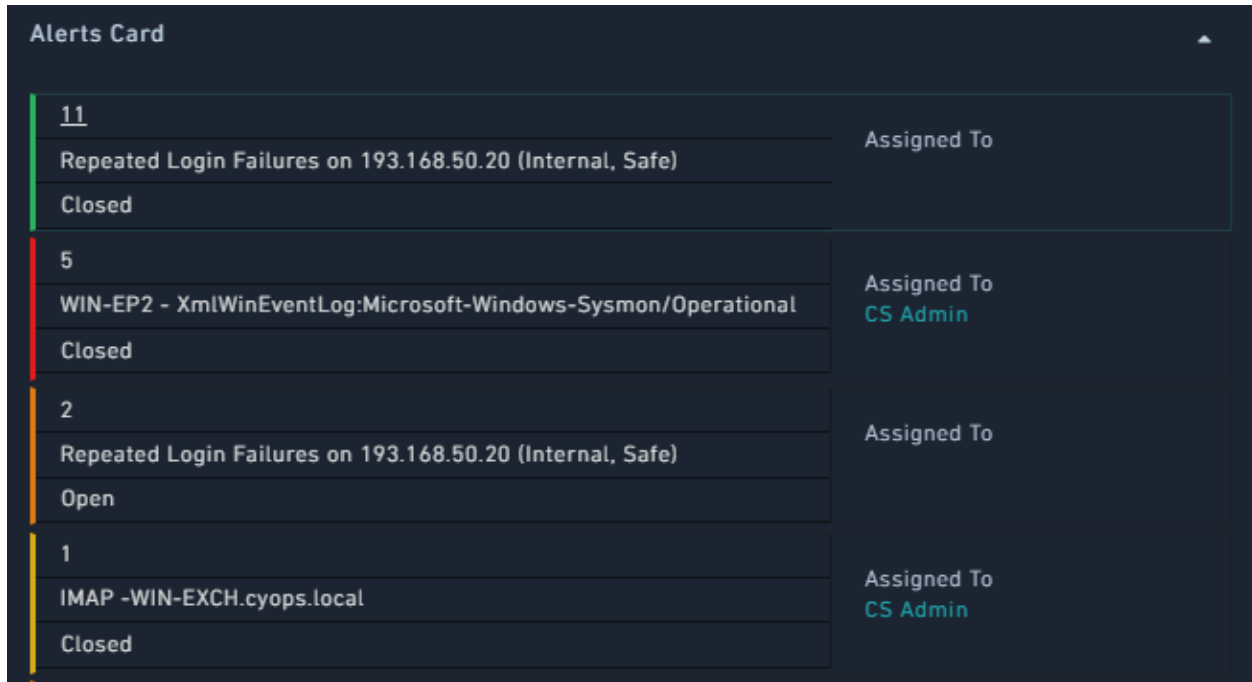 Alerts Card
11
Assigned To
Repeated Login Failures on 193.168.50.20 (Internal, Safe)
Closed
5
Assigned To
WIN-EP2 - XmlWinEventLog:Microsoft-Windows-Sysmon/Operational
CS Admin
Closed
2
Assigned To
Repeated Login Failures on 193.168.50.20 (Internal, Safe)
Open
1
Assigned To
IMAP -WIN-EXCH.cyops.local
CS Admin
Closed